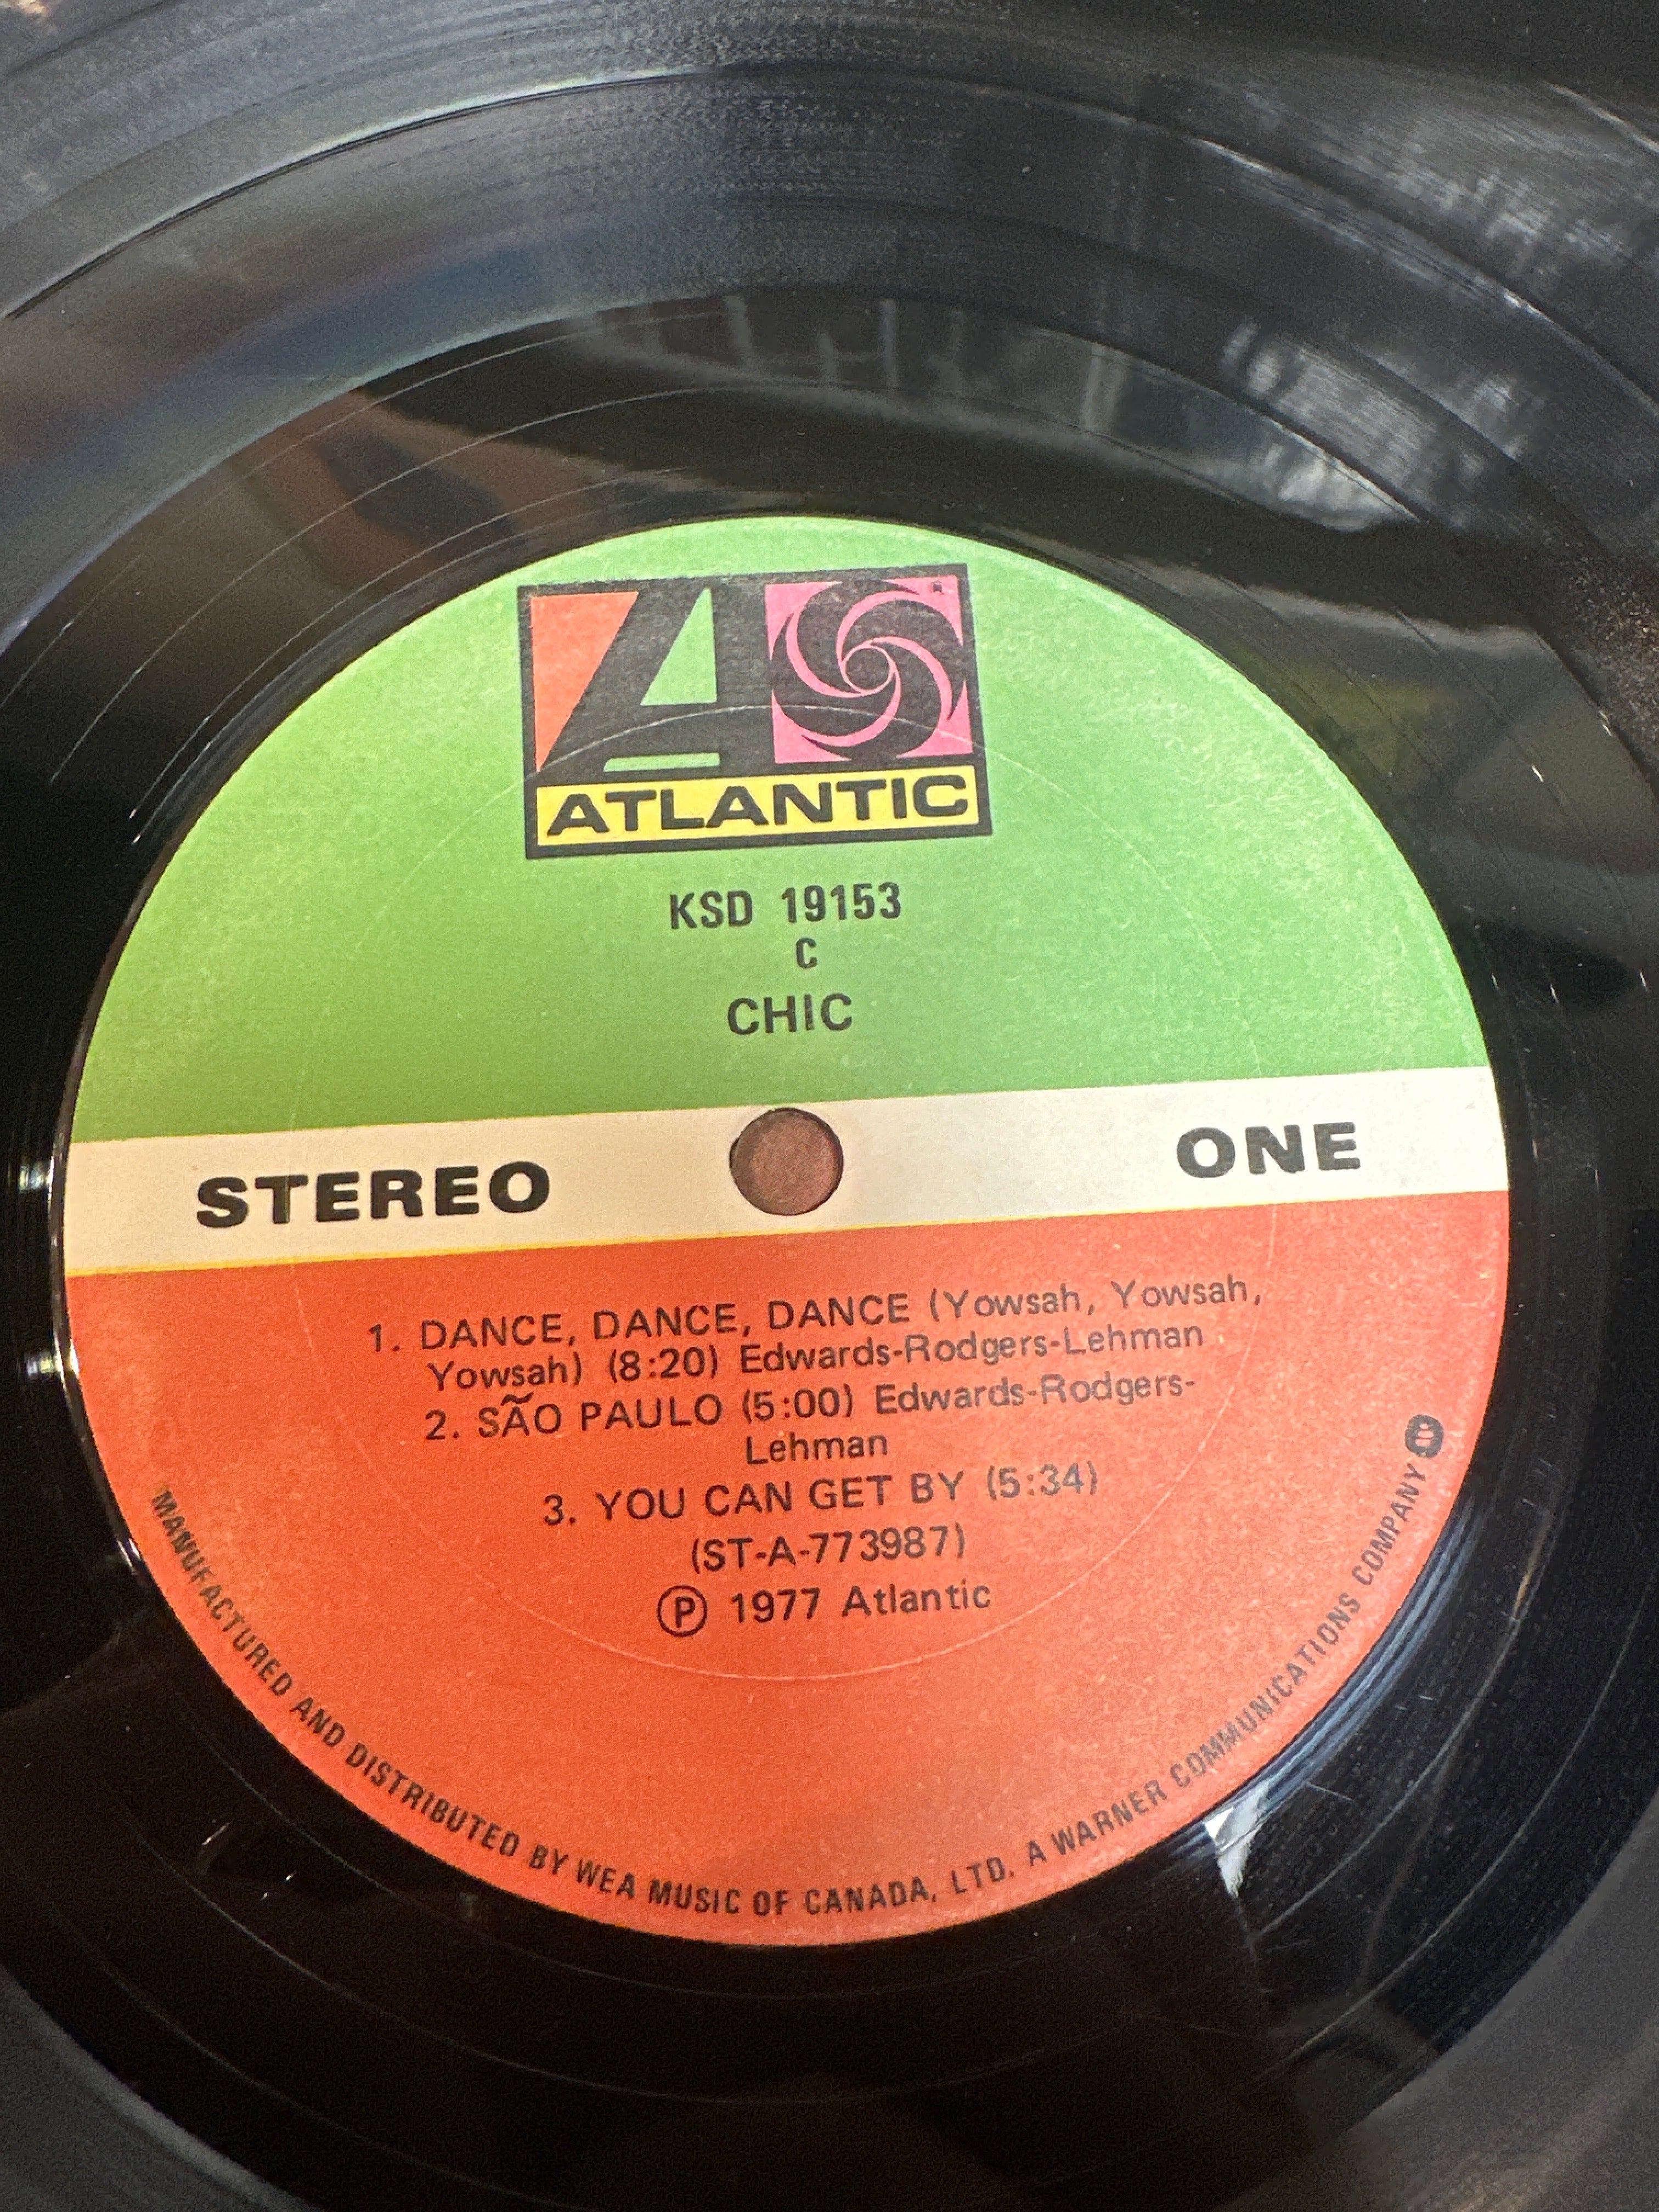 ATLANTIC
KSD 19153
C
CHIC
STEREO
ONE
1. DANCE, DANCE, DANCE (Yowsah, Yowsah,
Yowsah) (8:20) Edwards-Rodgers-Lehman
2. SÃO PAULO (5:00) Edwards-Rodgers-
Lehman
3. YOU CAN GET BY (5:34)
(ST-A-773987)
Ⓟ 1977 Atlantic
MANUFACTURED AND DISTRIBUTED BY WEA MUSIC OF CANADA, LTD. A WARNER COMMUNICATIONS COMPANY